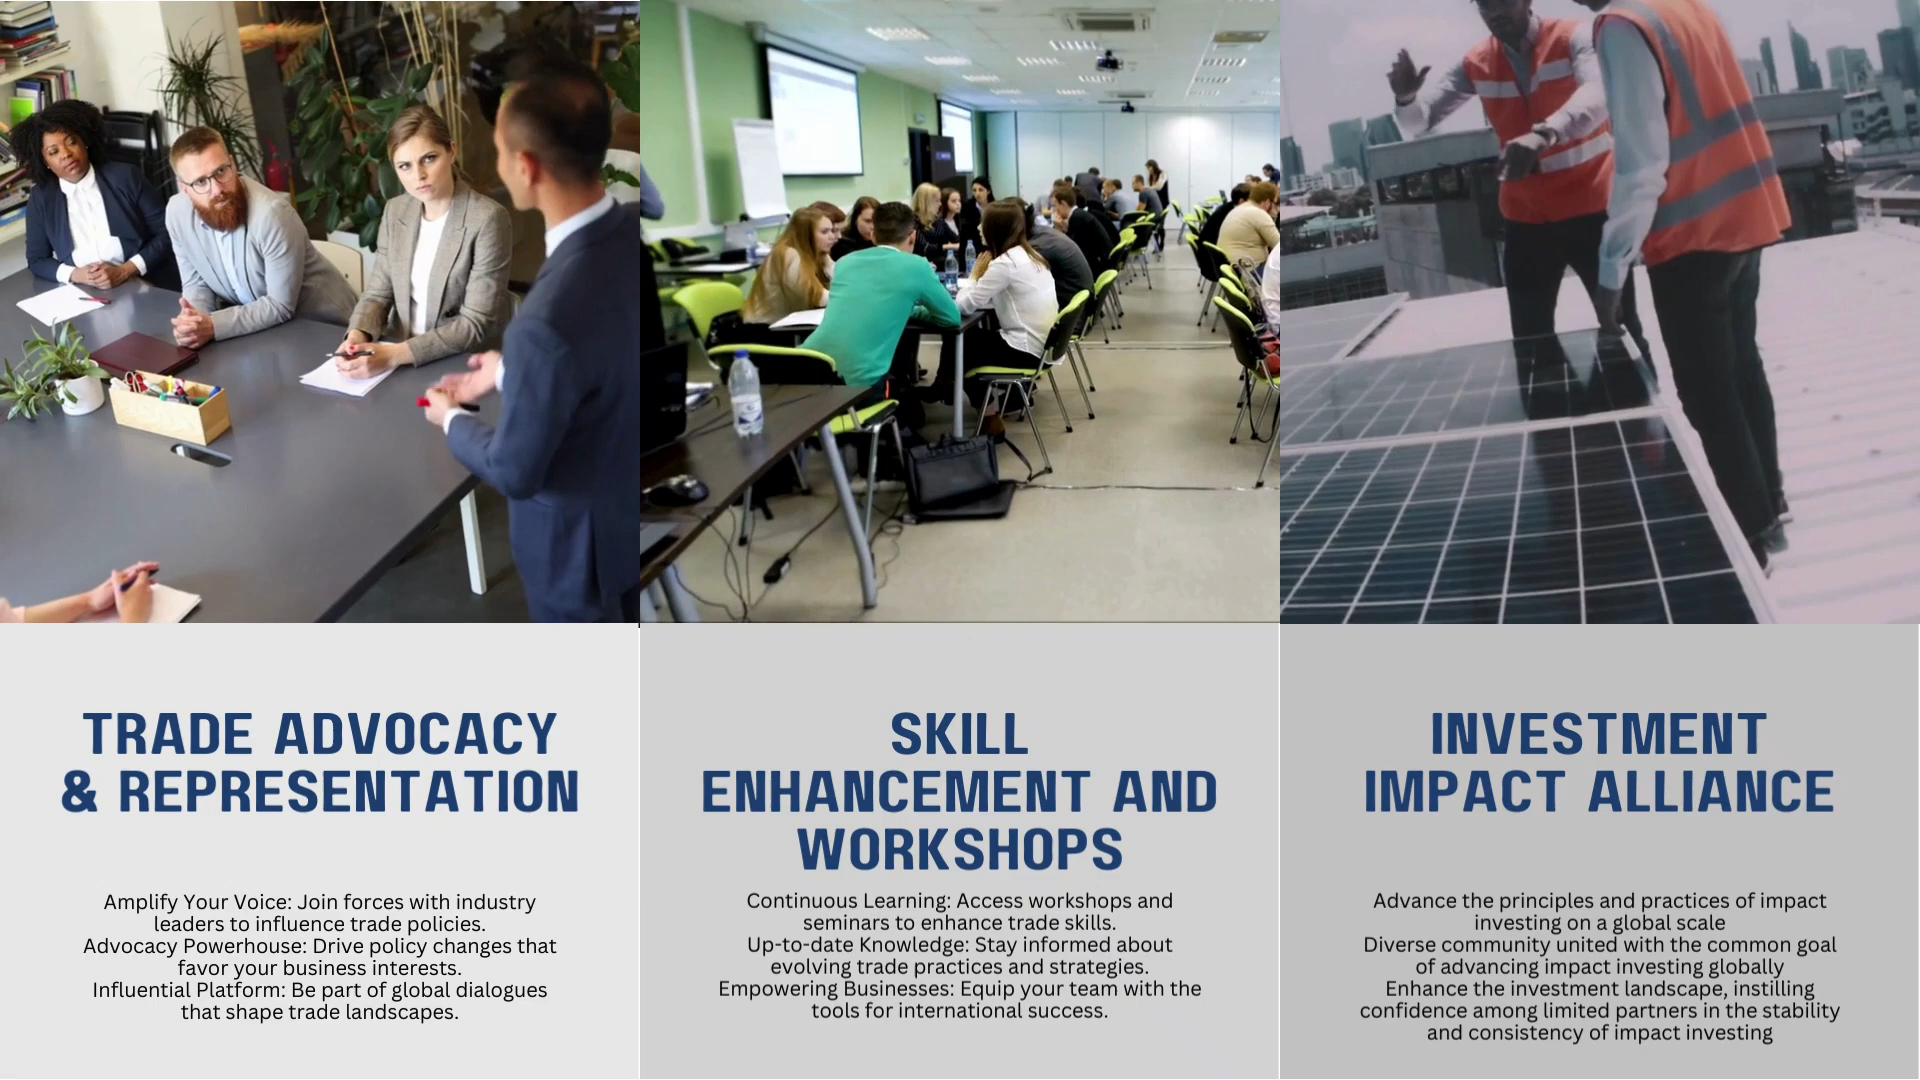 TRADE ADVOCACY
& REPRESENTATION
Amplify Your Voice: Join forces with industry
leaders to influence trade policies.
Advocacy Powerhouse: Drive policy changes that
favor your business interests.
Influential Platform: Be part of global dialogues
that shape trade landscapes.
SKILL
ENHANCEMENT AND
WORKSHOPS
Continuous Learning: Access workshops and
seminars to enhance trade skills.
Up-to-date Knowledge: Stay informed about
evolving trade practices and strategies.
Empowering Businesses: Equip your team with the
tools for international success.
INVESTMENT
IMPACT ALLIANCE
Advance the principles and practices of impact
investing on a global scale
Diverse community united with the common goal
of advancing impact investing globally
Enhance the investment landscape, instilling
confidence among limited partners in the stability
and consistency of impact investing